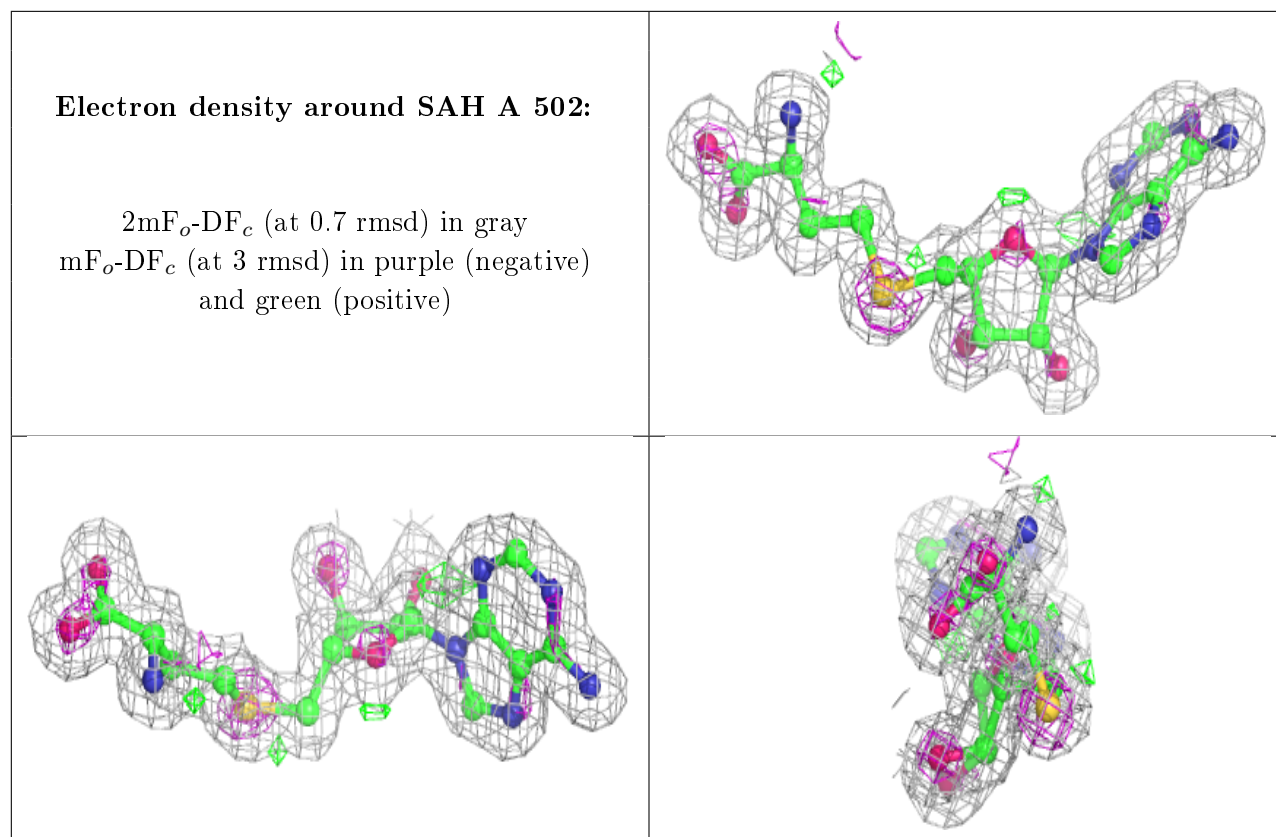 Electron density around SAH A 502:
2mFₒ-DF𝒸 (at 0.7 rmsd) in gray
mFₒ-DF𝒸 (at 3 rmsd) in purple (negative)
and green (positive)